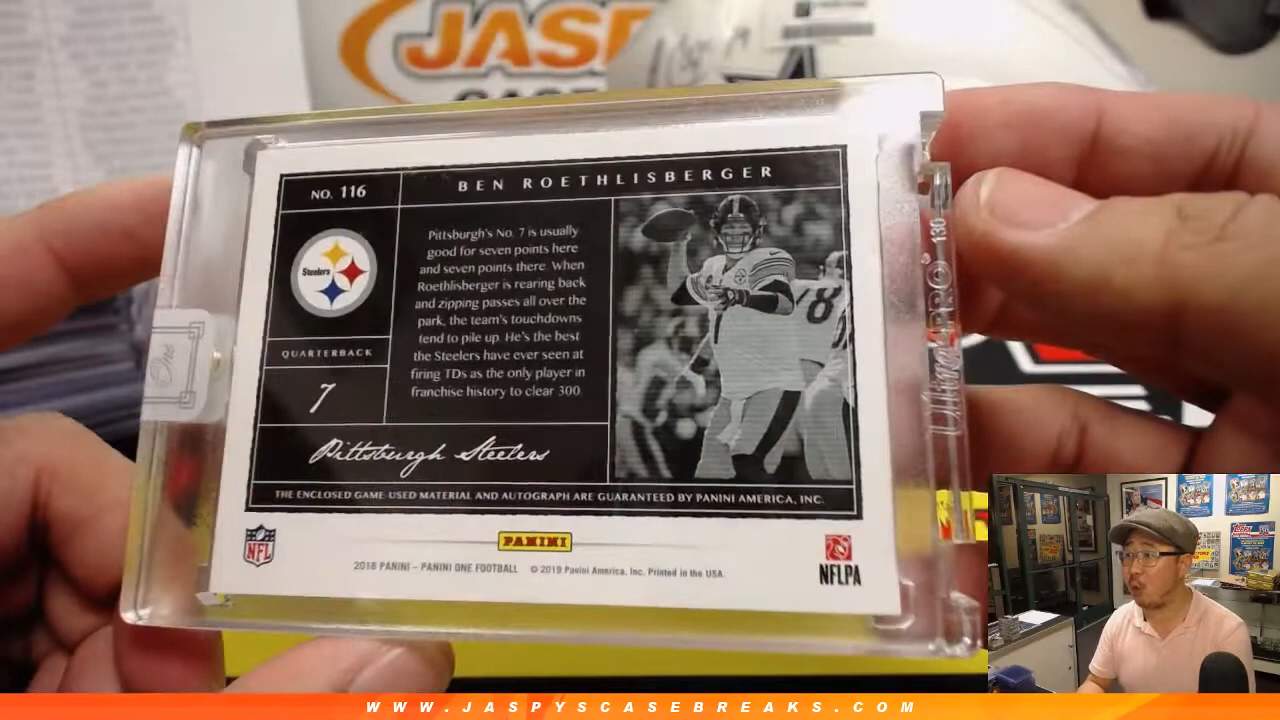 JASP
CASE
NO. 116
BEN ROETHLISBERGER
Steelers
QUARTERBACK
7
Pittsburgh's No. 7 is usually
good for seven points here
and seven points there. When
Roethlisberger is rearing back
and zipping passes all over the
park, the team's touchdowns
tend to pile up. He's the best
the Steelers have ever seen at
firing TDs as the only player in
franchise history to clear 300.
Pittsburgh Steelers
THE ENCLOSED GAME-USED MATERIAL AND AUTOGRAPH ARE GUARANTEED BY PANINI AMERICA, INC.
NFL
PANINI
NFLPA
2018 PANINI – PANINI ONE FOOTBALL © 2019 Panini America, Inc. Printed in the USA.
One
UltraPRO 130
Topps
WWW.JASPYSCASEBREAKS.COM